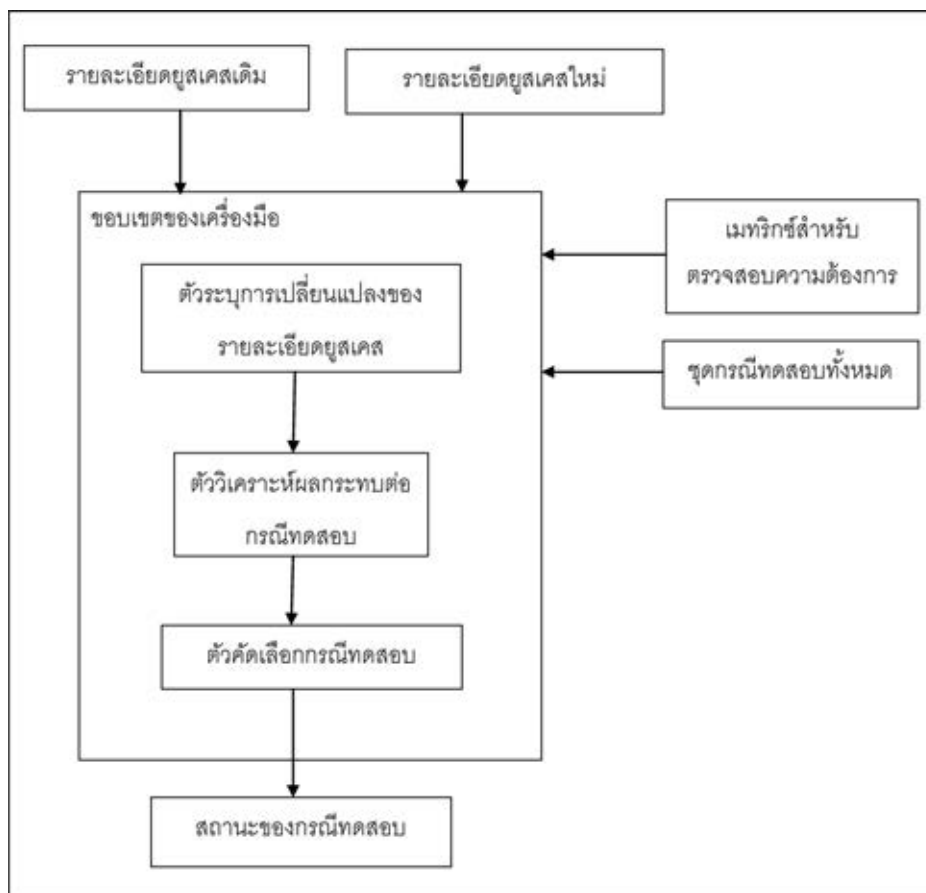 รายละเอียดยูสเคสเดิม
รายละเอียดยูสเคสใหม่
ขอบเขตของเครื่องมือ
เมทริกซ์สำหรับ
ตรวจสอบความต้องการ
ตัวระบุการเปลี่ยนแปลงของ
รายละเอียดยูสเคส
ชุดกรณีทดสอบทั้งหมด
ตัววิเคราะห์ผลกระทบต่อ
กรณีทดสอบ
ตัวคัดเลือกกรณีทดสอบ
สถานะของกรณีทดสอบ